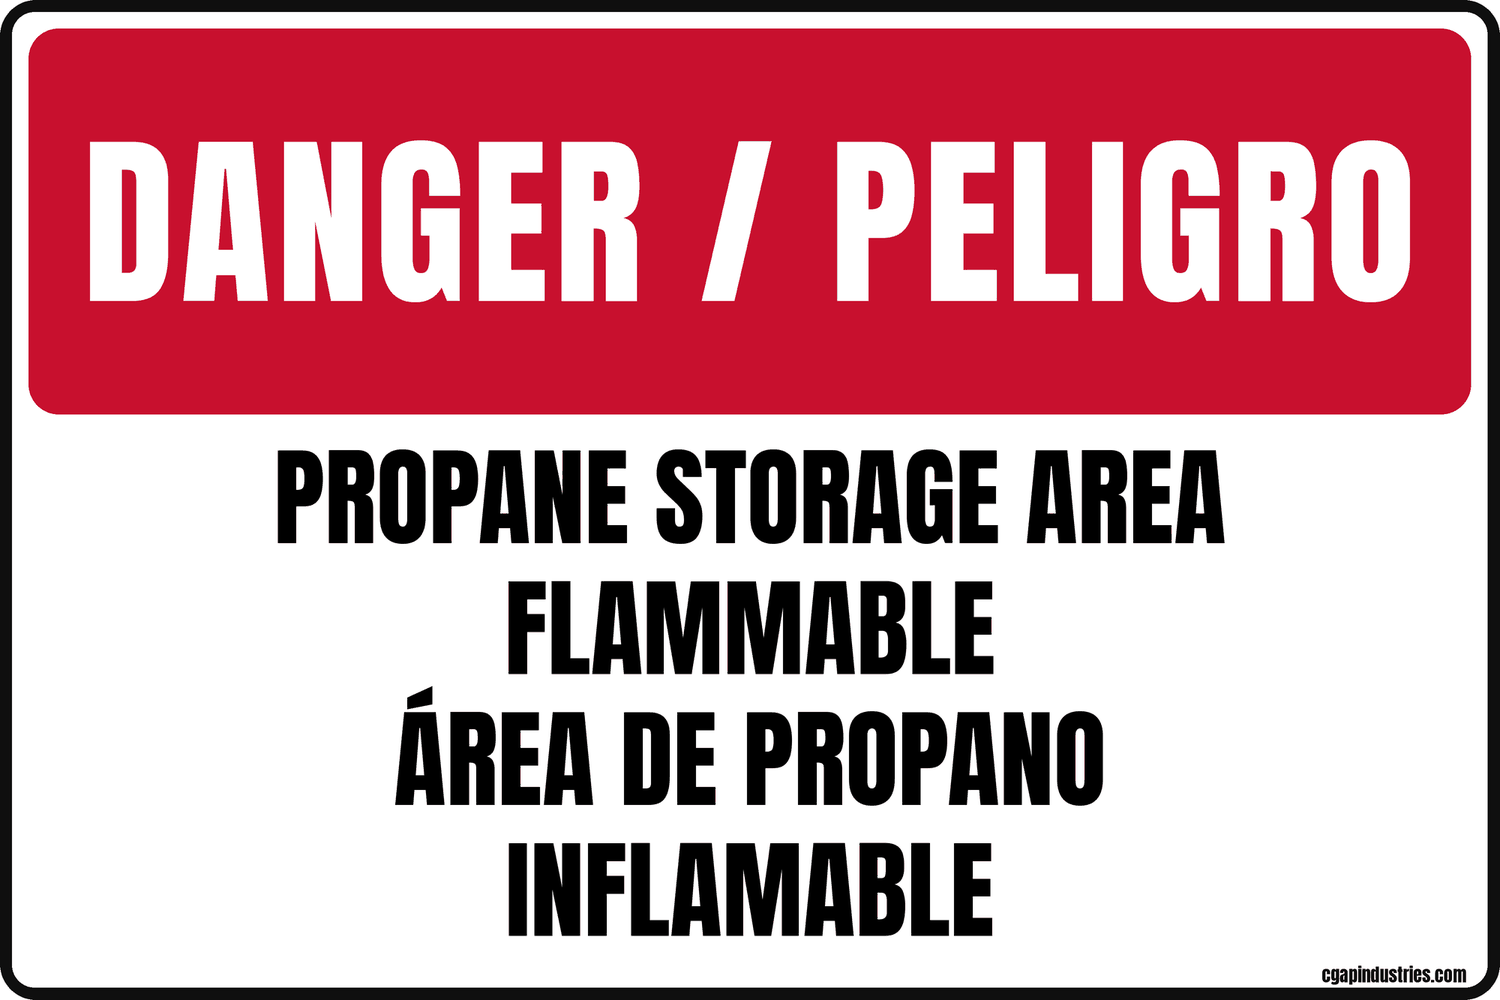 DANGER / PELIGRO
PROPANE STORAGE AREA
FLAMMABLE
ÁREA DE PROPANO
INFLAMABLE
cgapindustries.com